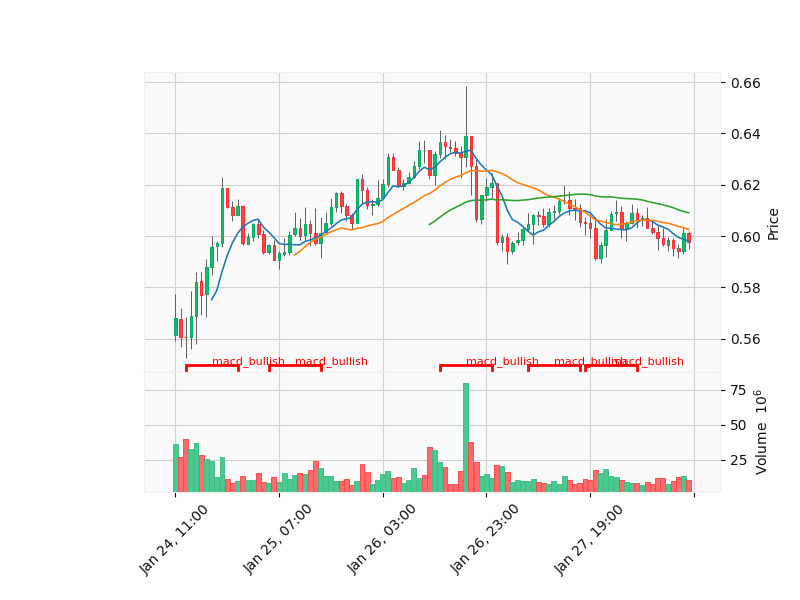 0.66
0.64
0.62
0.60
0.58
0.56
Price
macd_bullish
macd_bullish
macd_bullish
macd_bullish
macd_bullish
75
50
25
Volume 10^6
Jan 24, 11:00
Jan 25, 07:00
Jan 26, 03:00
Jan 26, 23:00
Jan 27, 19:00